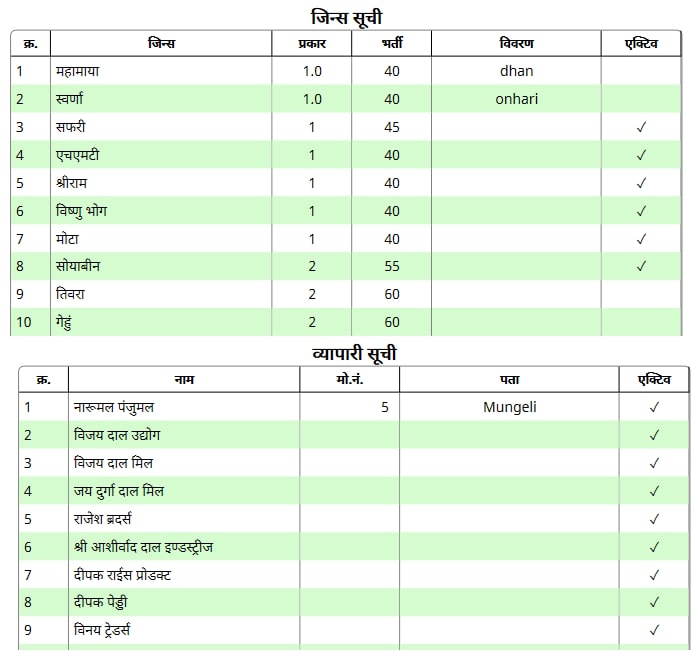 जिन्स सूची
क्र. जिन्स प्रकार भर्ती विवरण एक्टिव
1 महामाया 1.0 40 dhan
2 स्वर्णा 1.0 40 onhari
3 सफरी 1 45 ✓
4 एचएमटी 1 40 ✓
5 श्रीराम 1 40 ✓
6 विष्णु भोग 1 40 ✓
7 मोटा 1 40 ✓
8 सोयाबीन 2 55 ✓
9 तिवरा 2 60
10 गेहुं 2 60
व्यापारी सूची
क्र. नाम मो.नं. पता एक्टिव
1 नारूमल पंजुमल 5 Mungeli ✓
2 विजय दाल उद्योग ✓
3 विजय दाल मिल ✓
4 जय दुर्गा दाल मिल ✓
5 राजेश ब्रदर्स ✓
6 श्री आशीर्वाद दाल इण्डस्ट्रीज ✓
7 दीपक राईस प्रोडक्ट ✓
8 दीपक पेड्डी ✓
9 विनय ट्रेडर्स ✓